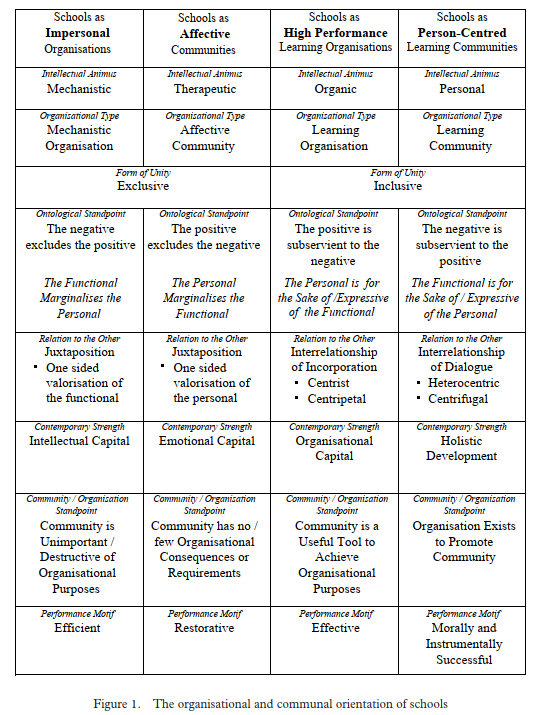 Schools as
Impersonal
Organisations
Schools as
Affective
Communities
Schools as
High Performance
Learning Organisations
Schools as
Person-Centred
Learning Communities
Intellectual Animus
Mechanistic
Intellectual Animus
Therapeutic
Intellectual Animus
Organic
Intellectual Animus
Personal
Organisational Type
Mechanistic
Organisation
Organisational Type
Affective
Community
Organisational Type
Learning
Organisation
Organisational Type
Learning
Community
Form of Unity
Exclusive
Form of Unity
Inclusive
Ontological Standpoint
The negative
excludes the positive
The Functional
Marginalises the
Personal
Ontological Standpoint
The positive
excludes the negative
The Personal
Marginalises the
Functional
Ontological Standpoint
The positive is
subservient to the
negative
The Personal is for
the Sake of /Expressive
of the Functional
Ontological Standpoint
The negative is
subservient to the
positive
The Functional is for
the Sake of / Expressive
of the Personal
Relation to the Other
Juxtaposition
▪ One sided
valorisation of
the functional
Relation to the Other
Juxtaposition
▪ One sided
valorisation of
the personal
Relation to the Other
Interrelationship
of Incorporation
▪ Centrist
▪ Centripetal
Relation to the Other
Interrelationship
of Dialogue
▪ Heterocentric
▪ Centrifugal
Contemporary Strength
Intellectual Capital
Contemporary Strength
Emotional Capital
Contemporary Strength
Organisational
Capital
Contemporary Strength
Holistic
Development
Community / Organisation
Standpoint
Community is
Unimportant /
Destructive of
Organisational
Purposes
Community / Organisation
Standpoint
Community has no /
few Organisational
Consequences or
Requirements
Community / Organisation
Standpoint
Community is a
Useful Tool to
Achieve
Organisational
Purposes
Community / Organisation
Standpoint
Organisation Exists
to Promote
Community
Performance Motif
Efficient
Performance Motif
Restorative
Performance Motif
Effective
Performance Motif
Morally and
Instrumentally
Successful
Figure 1. The organisational and communal orientation of schools